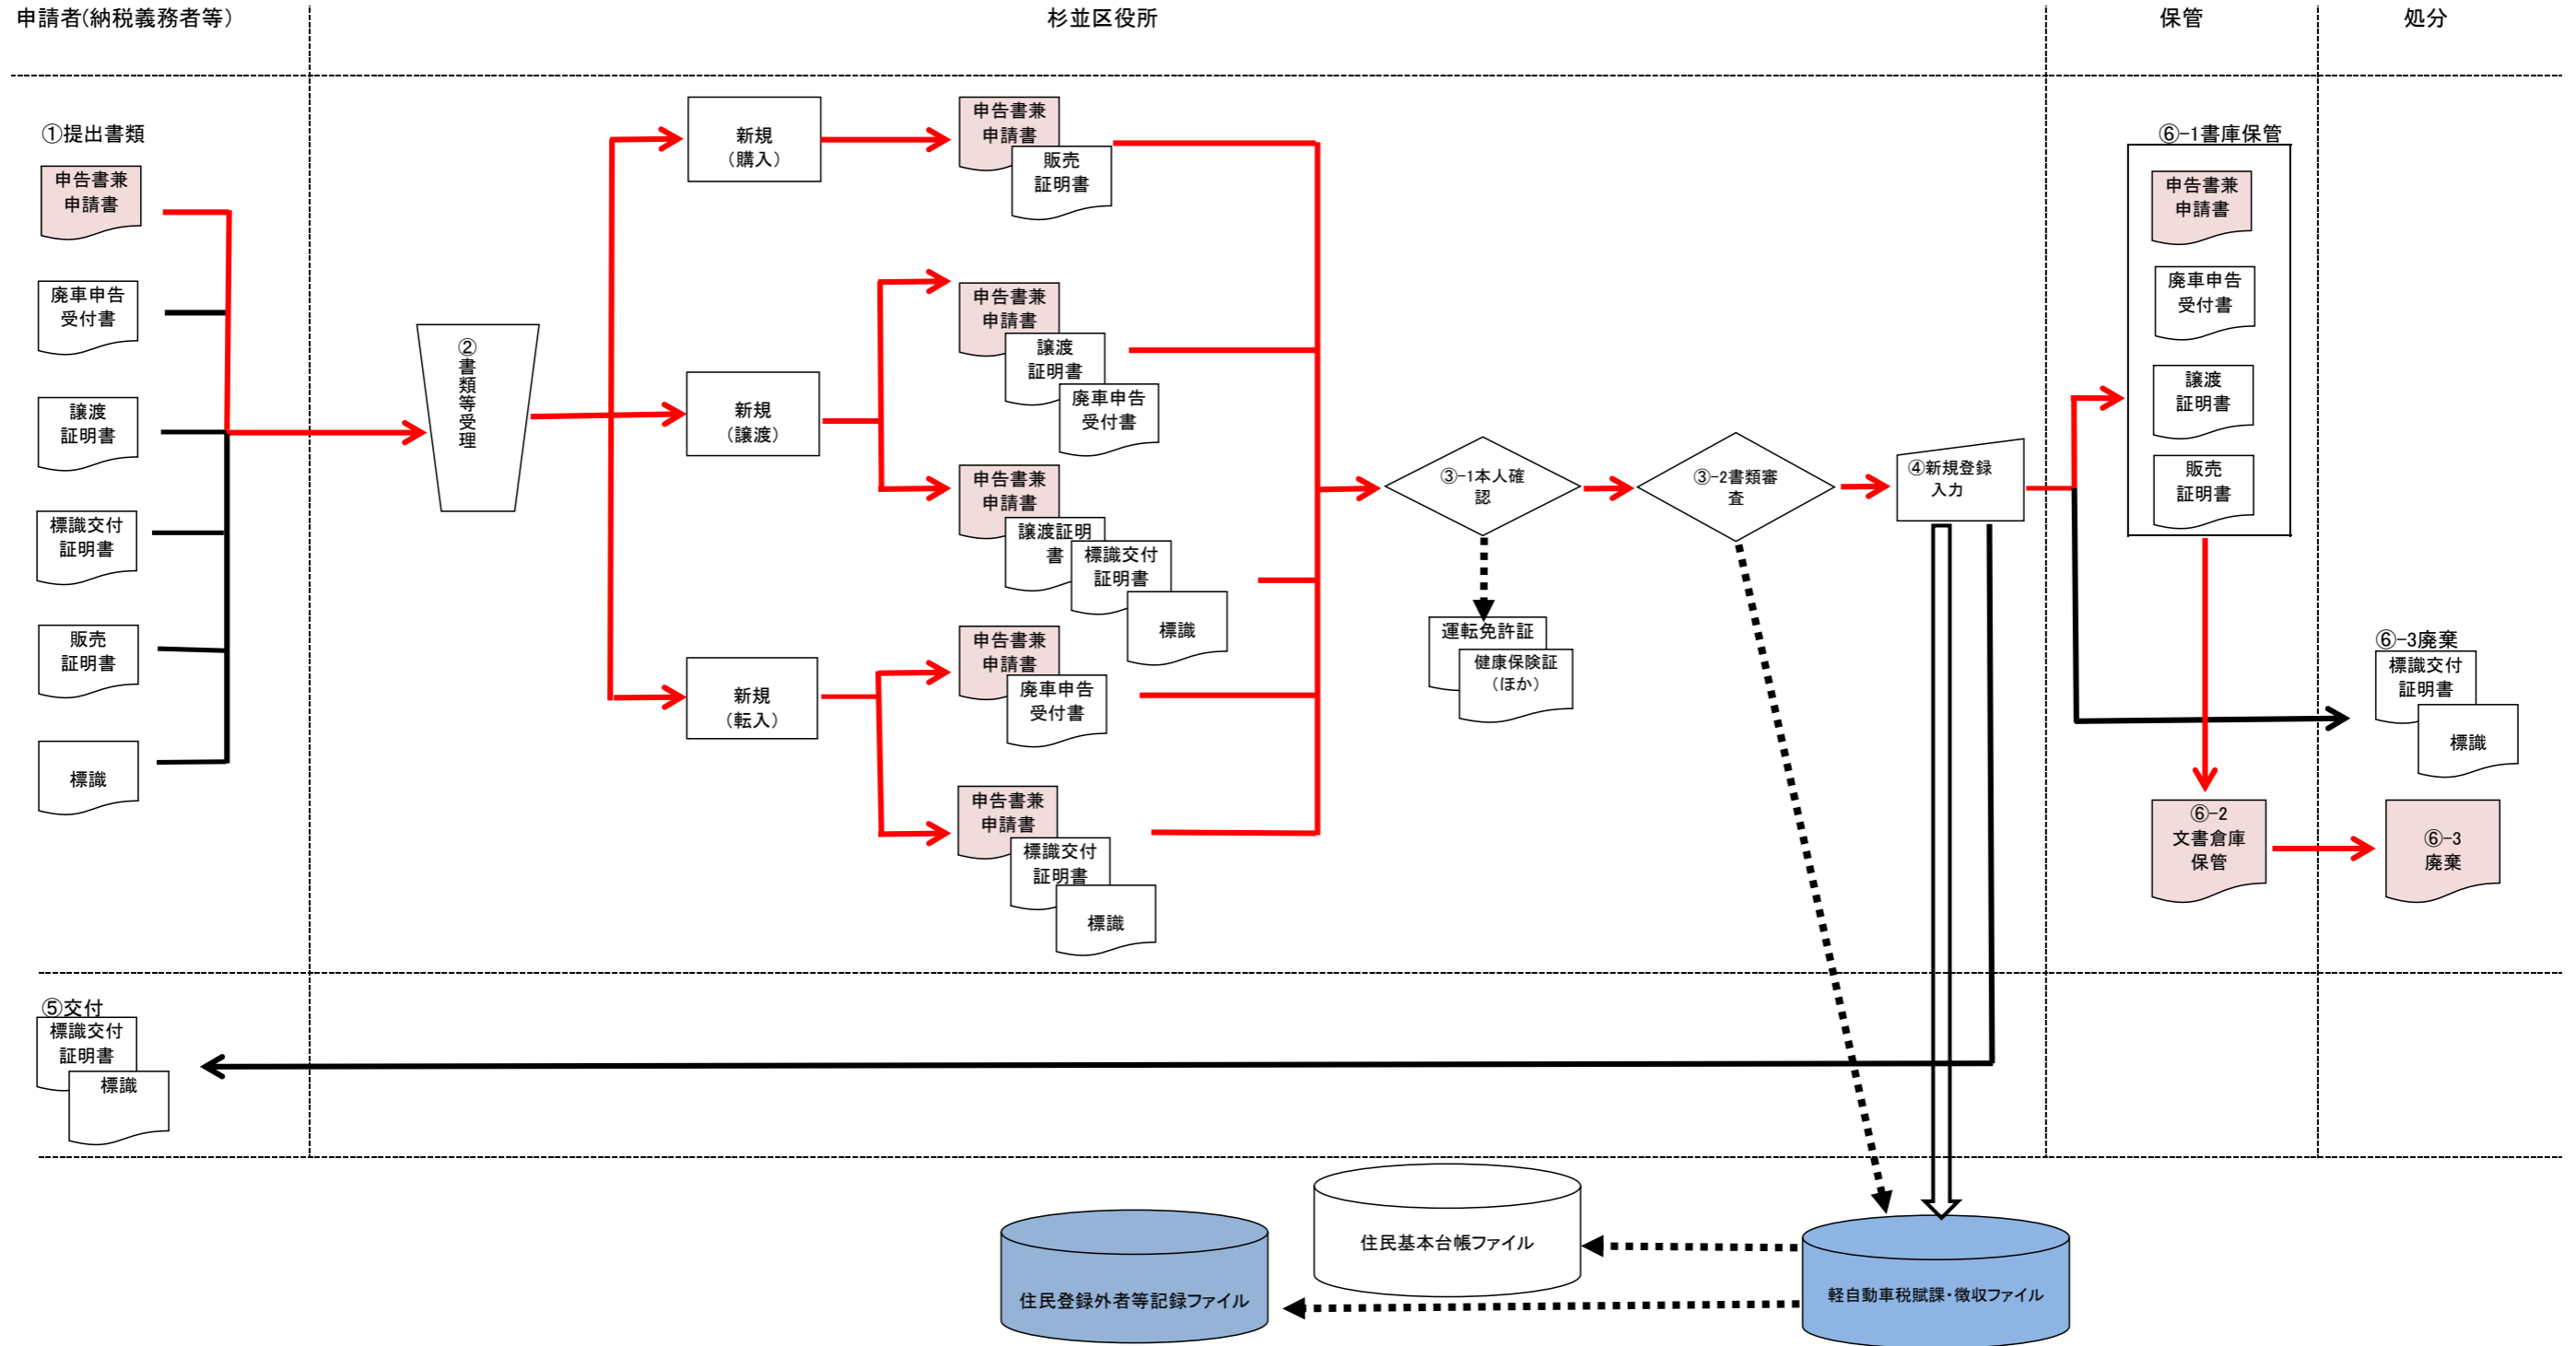 申請者(納税義務者等)
杉並区役所
保管
処分
①提出書類
申告書兼
申請書
廃車申告
受付書
譲渡
証明書
標識交付
証明書
販売
証明書
標識
②書類等受理
新規
（購入）
新規
（譲渡）
新規
（転入）
申告書兼
申請書
販売
証明書
申告書兼
申請書
譲渡
証明書
廃車申告
受付書
申告書兼
申請書
譲渡証明
書
標識交付
証明書
標識
申告書兼
申請書
廃車申告
受付書
申告書兼
申請書
標識交付
証明書
標識
③-1本人確
認
運転免許証
健康保険証
（ほか）
③-2書類審
査
④新規登録
入力
⑥-1書庫保管
申告書兼
申請書
廃車申告
受付書
譲渡
証明書
販売
証明書
⑥-2
文書倉庫
保管
⑥-3廃棄
標識交付
証明書
標識
⑥-3
廃棄
⑤交付
標識交付
証明書
標識
住民登録外者等記録ファイル
住民基本台帳ファイル
軽自動車税賦課・徴収ファイル